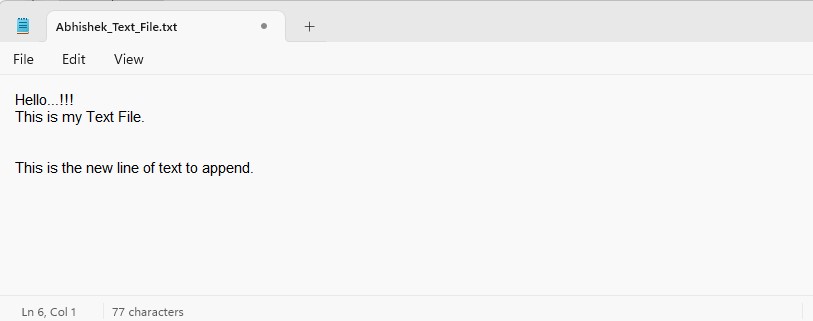 Abhishek_Text_File.txt
File Edit View
Hello...!!!
This is my Text File.
This is the new line of text to append.
Ln 6, Col 1 77 characters